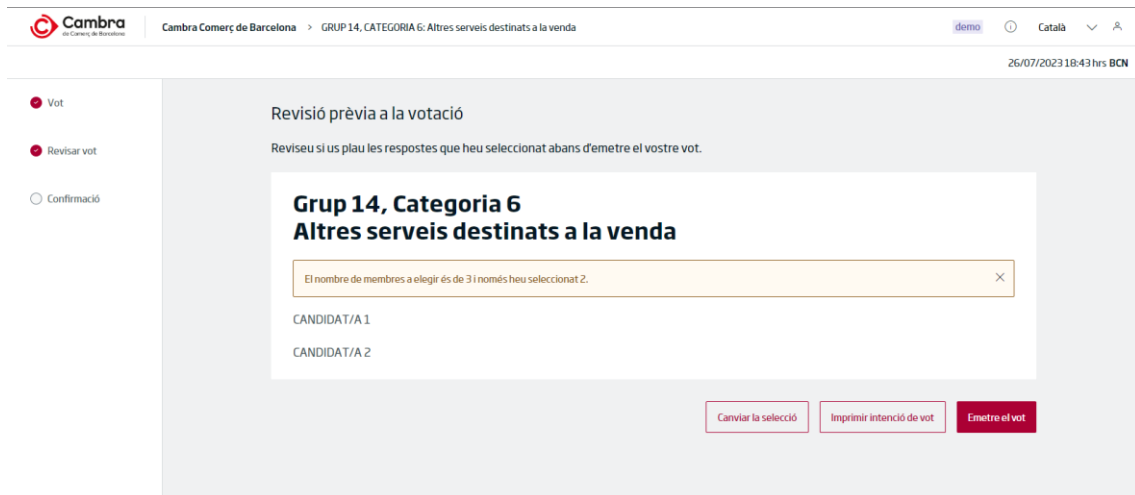 Cambra
de Comerç de Barcelona
Cambra Comerç de Barcelona > GRUP 14, CATEGORIA 6: Altres serveis destinats a la venda
demo
Català
26/07/2023 18:43 hrs BCN
Vot
Revisar vot
Confirmació
Revisió prèvia a la votació
Reviseu si us plau les respostes que heu seleccionat abans d'emetre el vostre vot.
Grup 14, Categoria 6
Altres serveis destinats a la venda
El nombre de membres a elegir és de 3 i només heu seleccionat 2.
CANDIDAT/A 1
CANDIDAT/A 2
Canviar la selecció
Imprimir intenció de vot
Emetre el vot